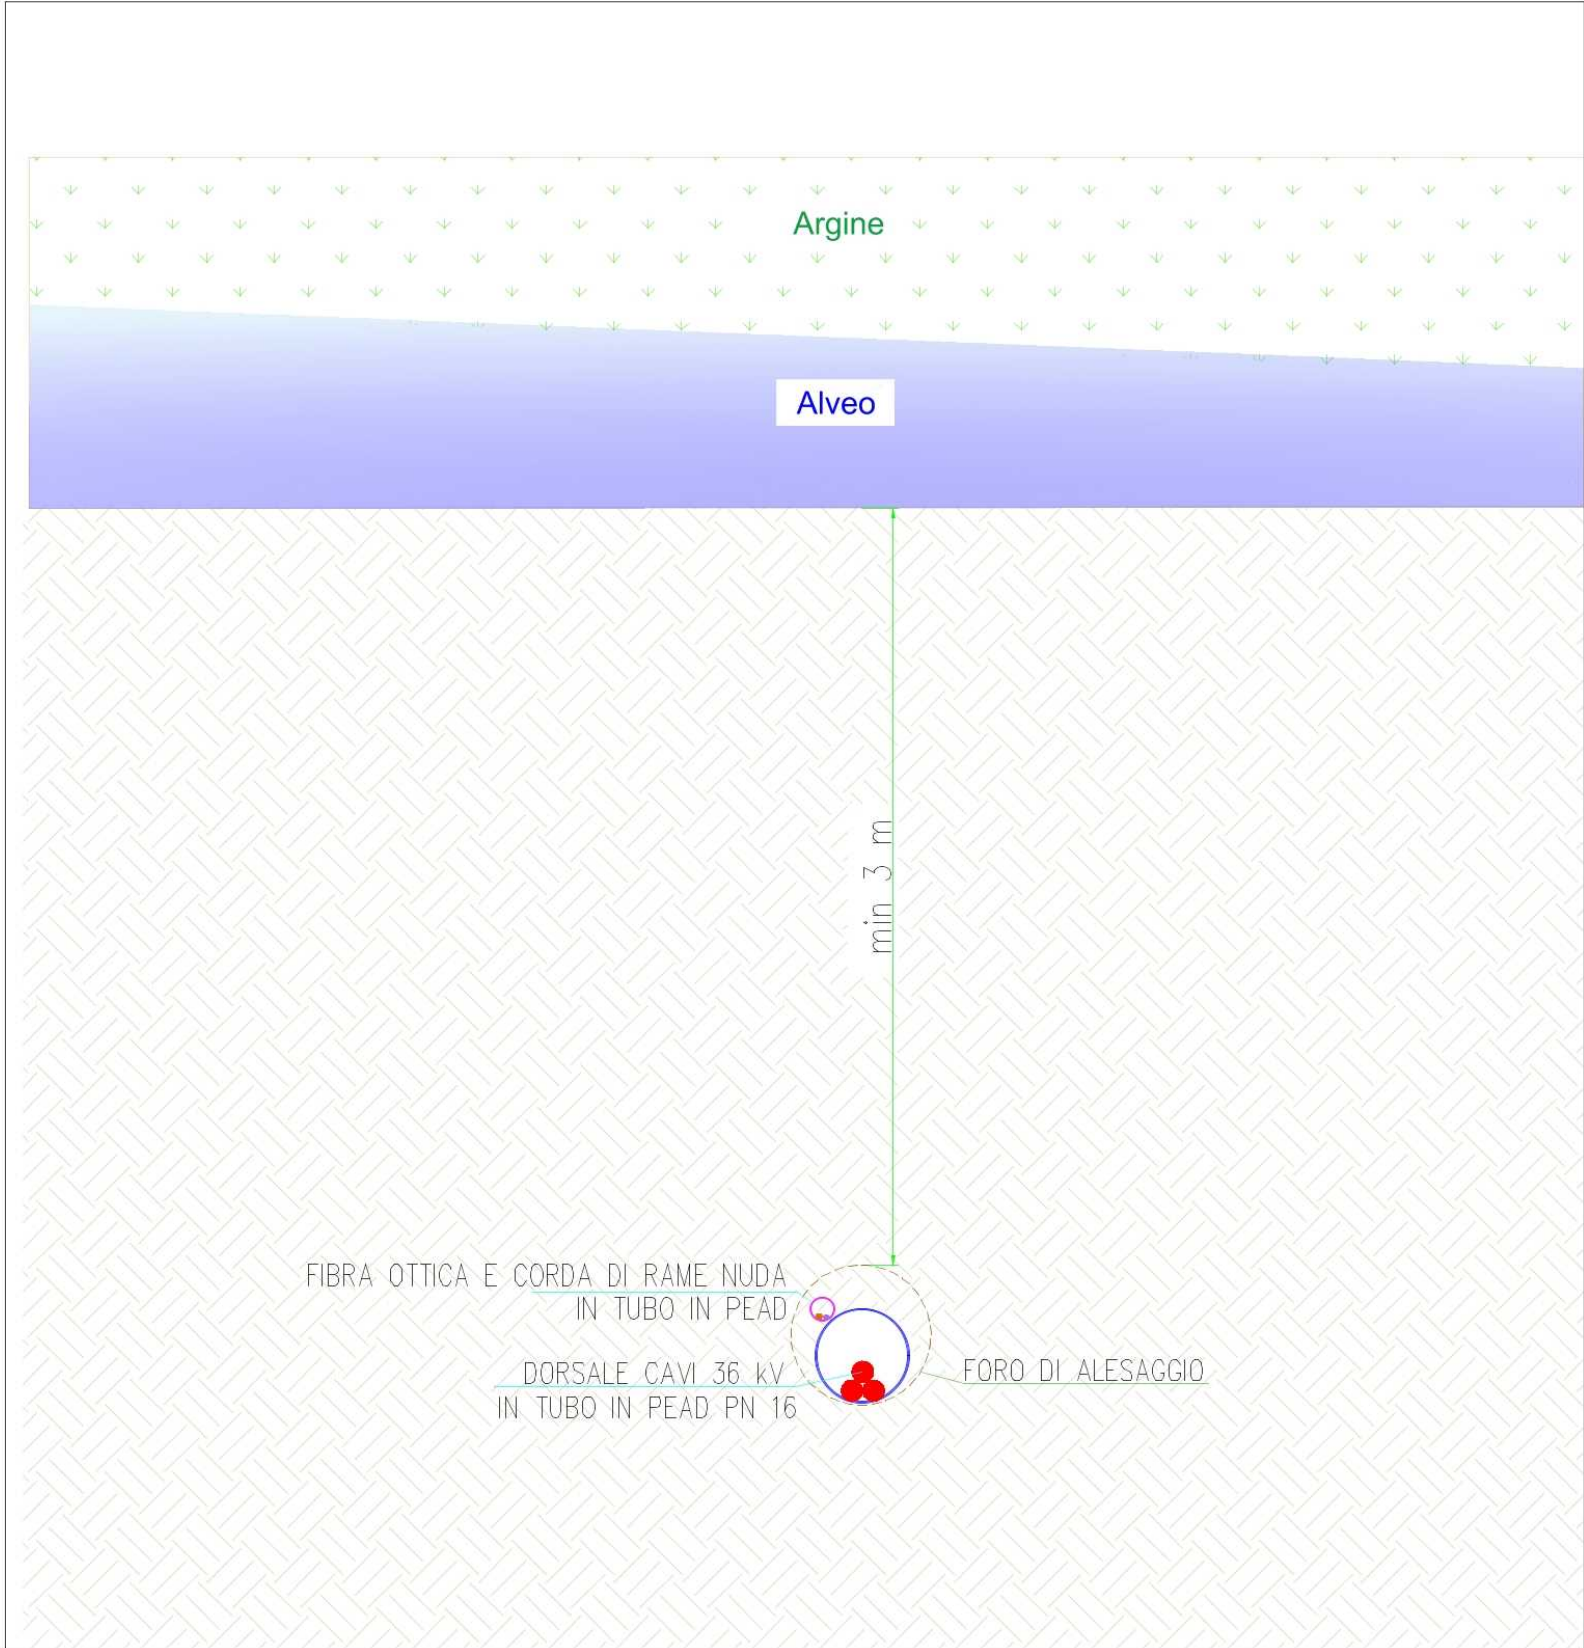 Argine
Alveo
min 3 m
FIBRA OTTICA E CORDA DI RAME NUDA
IN TUBO IN PEAD
DORSALE CAVI 36 kV
IN TUBO IN PEAD PN 16
FORO DI ALESAGGIO